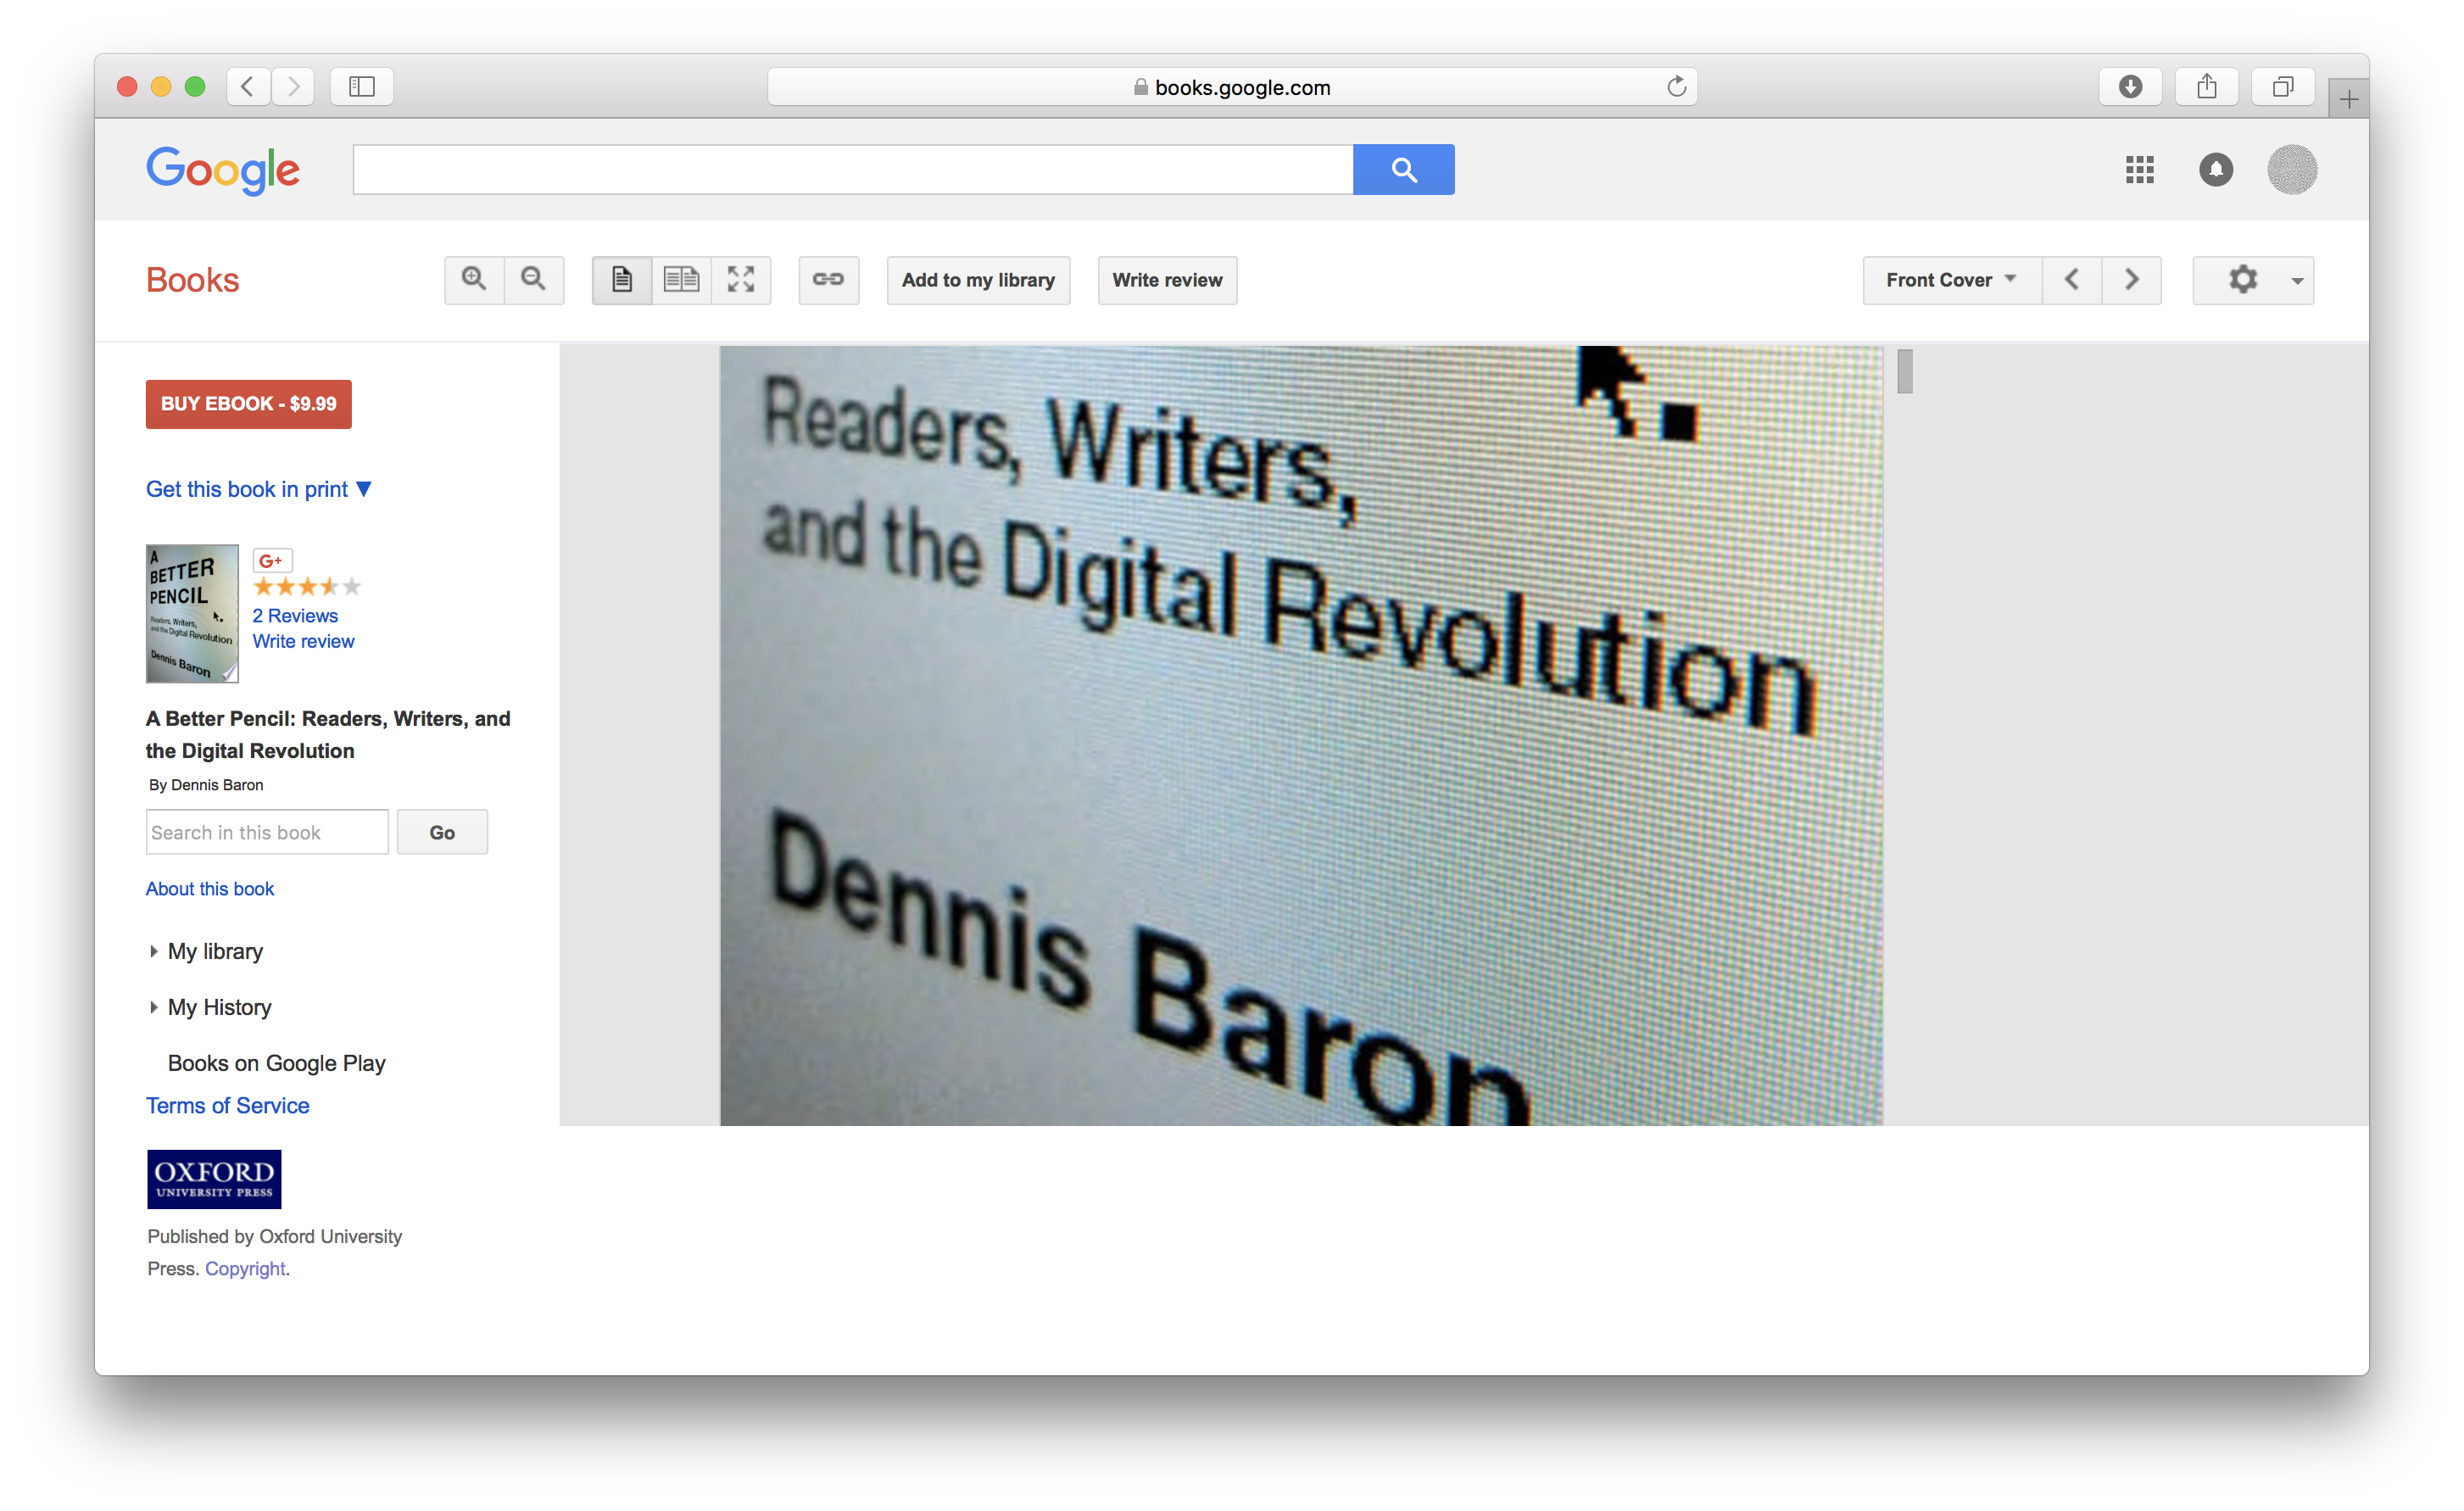 books.google.com
Google
Books
Add to my library
Write review
Front Cover
BUY EBOOK - $9.99
Get this book in print ▼
A
BETTER
PENCIL
Readers, Writers,
and the Digital Revolution
Dennis Baron
G+
2 Reviews
Write review
A Better Pencil: Readers, Writers, and
the Digital Revolution
By Dennis Baron
Search in this book
Go
About this book
My library
My History
Books on Google Play
Terms of Service
OXFORD
UNIVERSITY PRESS
Published by Oxford University
Press. Copyright.
Readers, Writers,
and the Digital Revolution
Dennis Baron